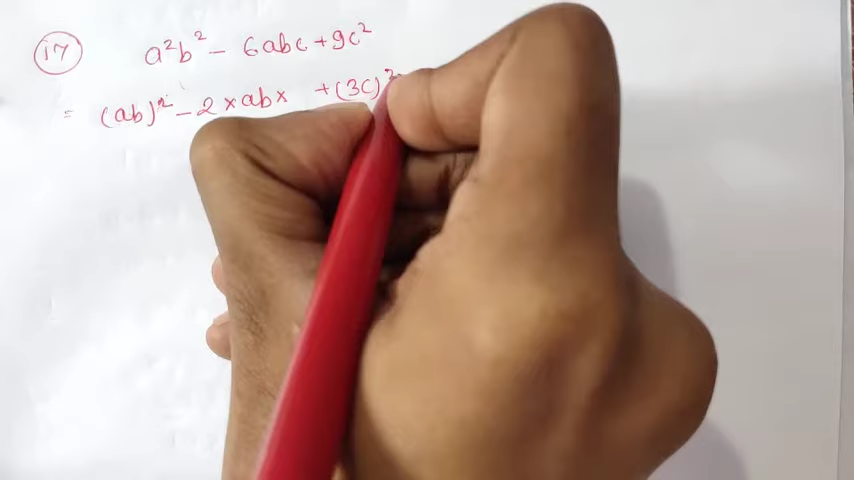 17 a²b² - 6abc + 9c²
= (ab)² - 2 × ab × + (3c)²